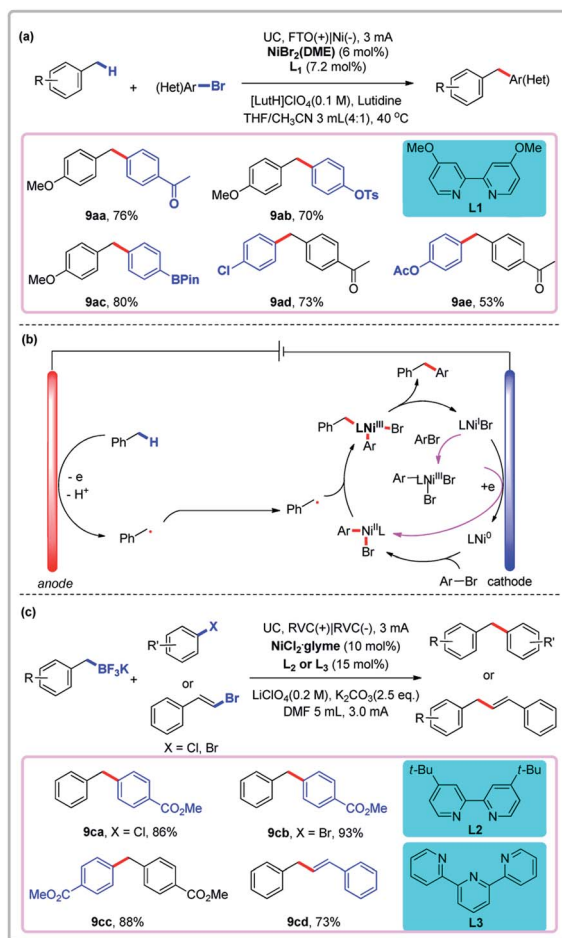 (a)
UC, FTO(+)|Ni(-), 3 mA
NiBr2(DME) (6 mol%)
L1 (7.2 mol%)
[LutH]ClO4(0.1 M), Lutidine
THF/CH3CN 3 mL(4:1), 40 °C
R
H
+
(Het)Ar
Br
R
Ar(Het)
MeO
O
9aa, 76%
MeO
OTs
9ab, 70%
MeO
OMe
N
N
L1
MeO
BPin
9ac, 80%
Cl
O
9ad, 73%
AcO
O
9ae, 53%
(b)
Ph
Ar
Ph
LNiIII
Br
Ar
LNiIBr
ArBr
Ar
LNiIIIBr
Br
+e
Ph
H
- e
- H+
Ph
Ph
Ar
NiIIL
Br
LNi0
Ar
Br
anode
cathode
(c)
R
BF3K
+
X
R'
or
Br
X = Cl, Br
UC, RVC(+)|RVC(-), 3 mA
NiCl2·glyme (10 mol%)
L2 or L3 (15 mol%)
LiClO4(0.2 M), K2CO3(2.5 eq.)
DMF 5 mL, 3.0 mA
R
R'
or
R
CO2Me
9ca, X = Cl, 86%
CO2Me
9cb, X = Br, 93%
t-Bu
t-Bu
N
N
L2
MeO2C
CO2Me
9cc, 88%
9cd, 73%
N
N
N
L3